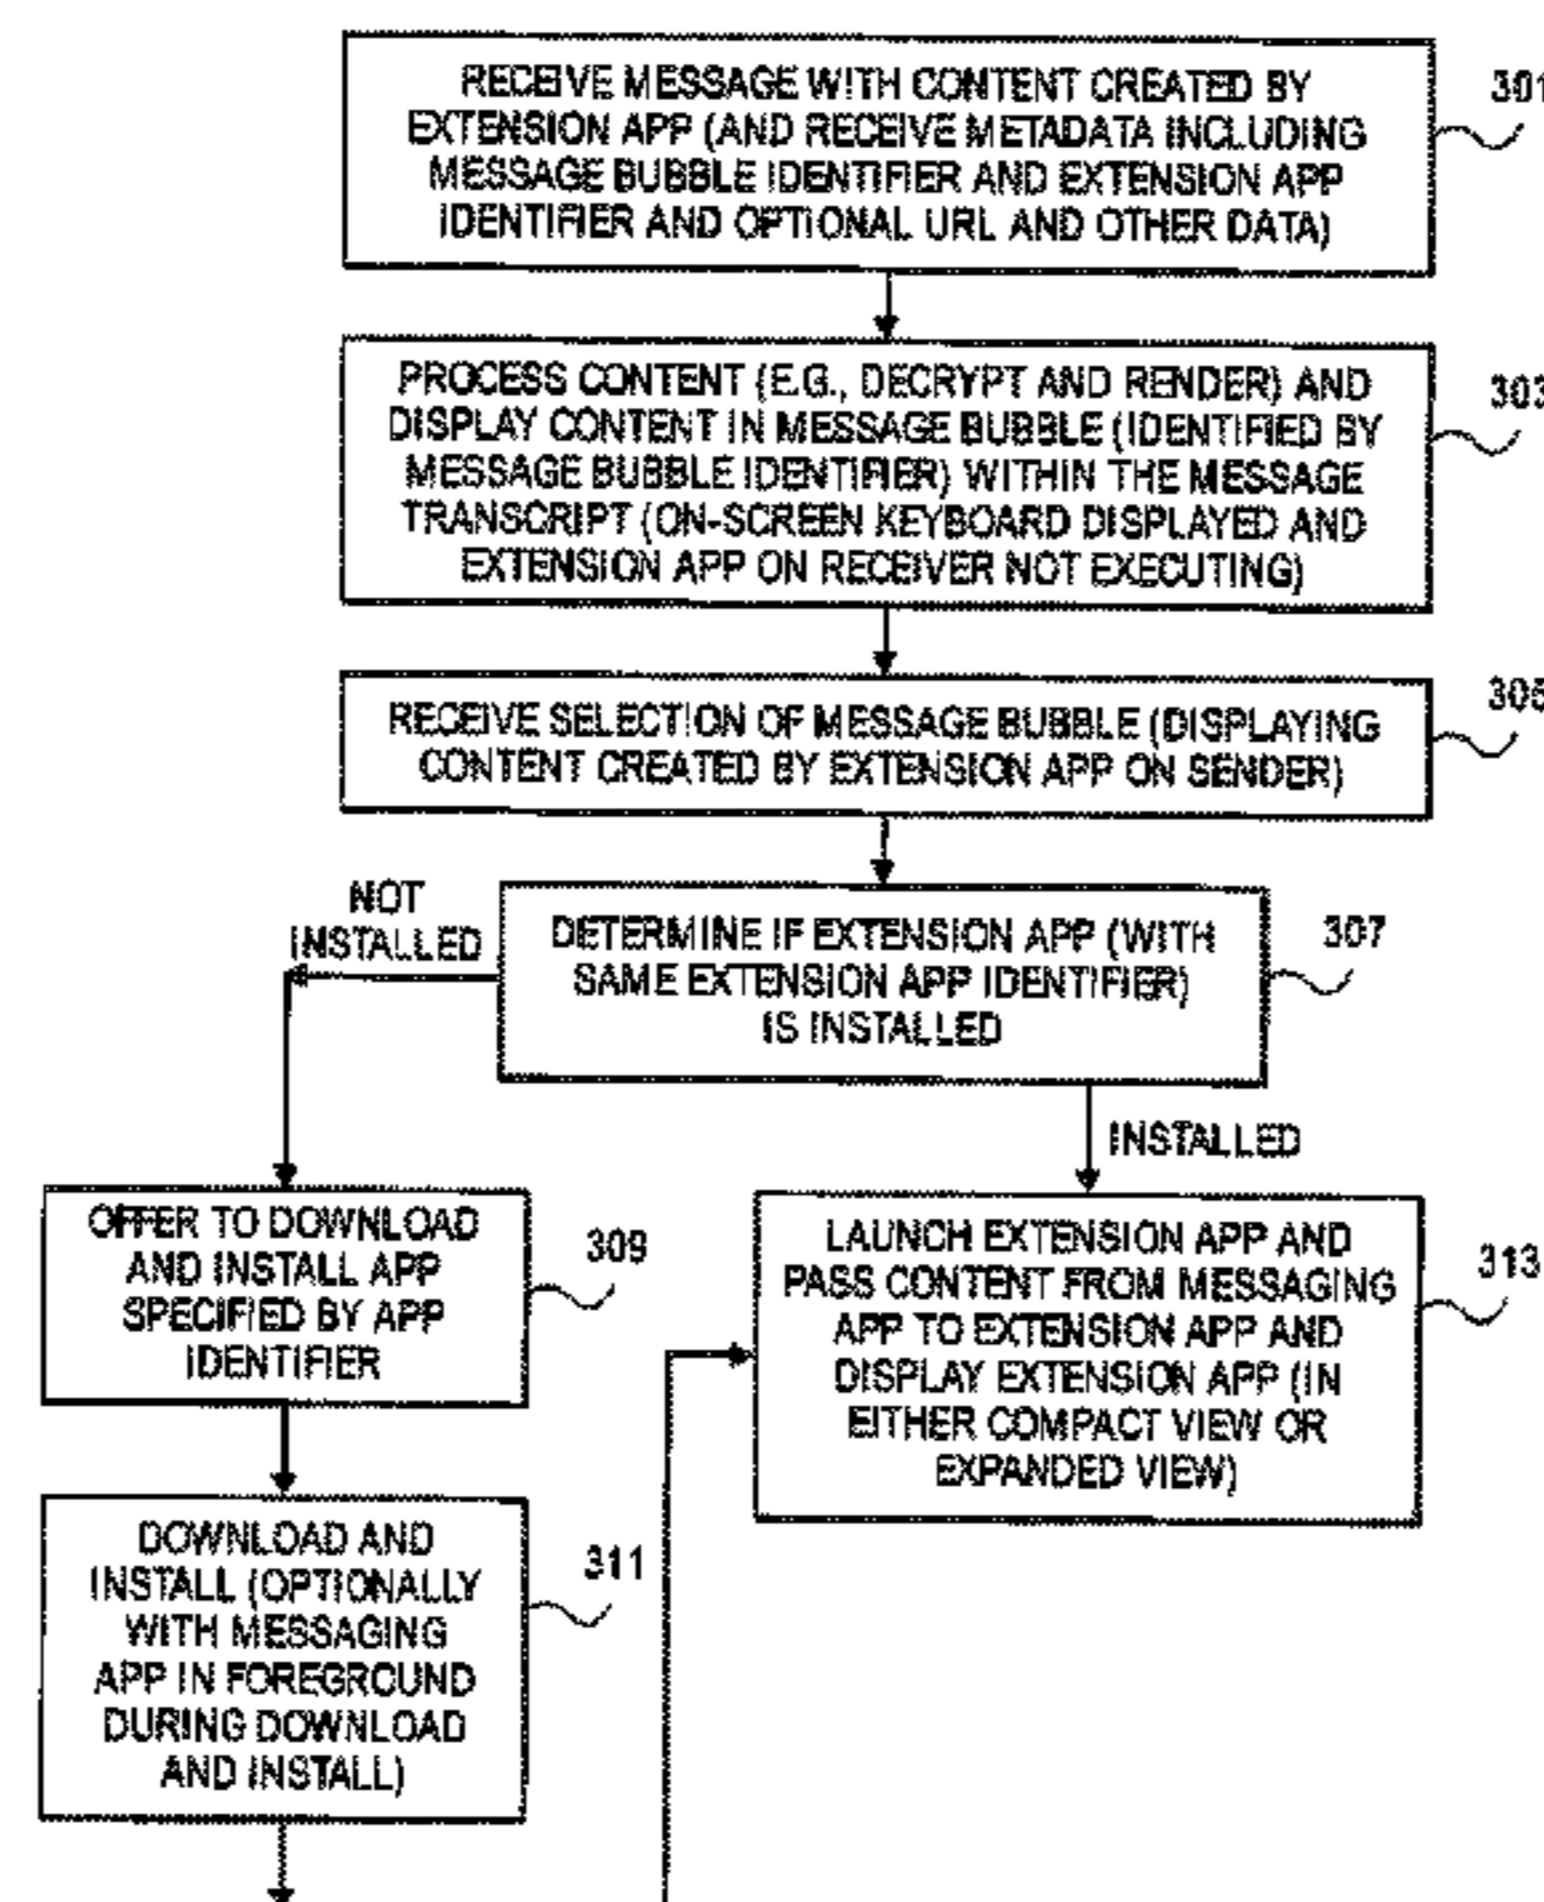 RECEIVE MESSAGE WITH CONTENT CREATED BY
EXTENSION APP (AND RECEIVE METADATA INCLUDING
MESSAGE BUBBLE IDENTIFIER AND EXTENSION APP
IDENTIFIER AND OPTIONAL URL AND OTHER DATA)
301
PROCESS CONTENT (E.G., DECRYPT AND RENDER) AND
DISPLAY CONTENT IN MESSAGE BUBBLE (IDENTIFIED BY
MESSAGE BUBBLE IDENTIFIER) WITHIN THE MESSAGE
TRANSCRIPT (ON-SCREEN KEYBOARD DISPLAYED AND
EXTENSION APP ON RECEIVER NOT EXECUTING)
303
RECEIVE SELECTION OF MESSAGE BUBBLE (DISPLAYING
CONTENT CREATED BY EXTENSION APP ON SENDER)
305
NOT
INSTALLED
DETERMINE IF EXTENSION APP (WITH
SAME EXTENSION APP IDENTIFIER)
IS INSTALLED
307
INSTALLED
OFFER TO DOWNLOAD
AND INSTALL APP
SPECIFIED BY APP
IDENTIFIER
309
LAUNCH EXTENSION APP AND
PASS CONTENT FROM MESSAGING
APP TO EXTENSION APP AND
DISPLAY EXTENSION APP (IN
EITHER COMPACT VIEW OR
EXPANDED VIEW)
313
DOWNLOAD AND
INSTALL (OPTIONALLY
WITH MESSAGING
APP IN FOREGROUND
DURING DOWNLOAD
AND INSTALL)
311